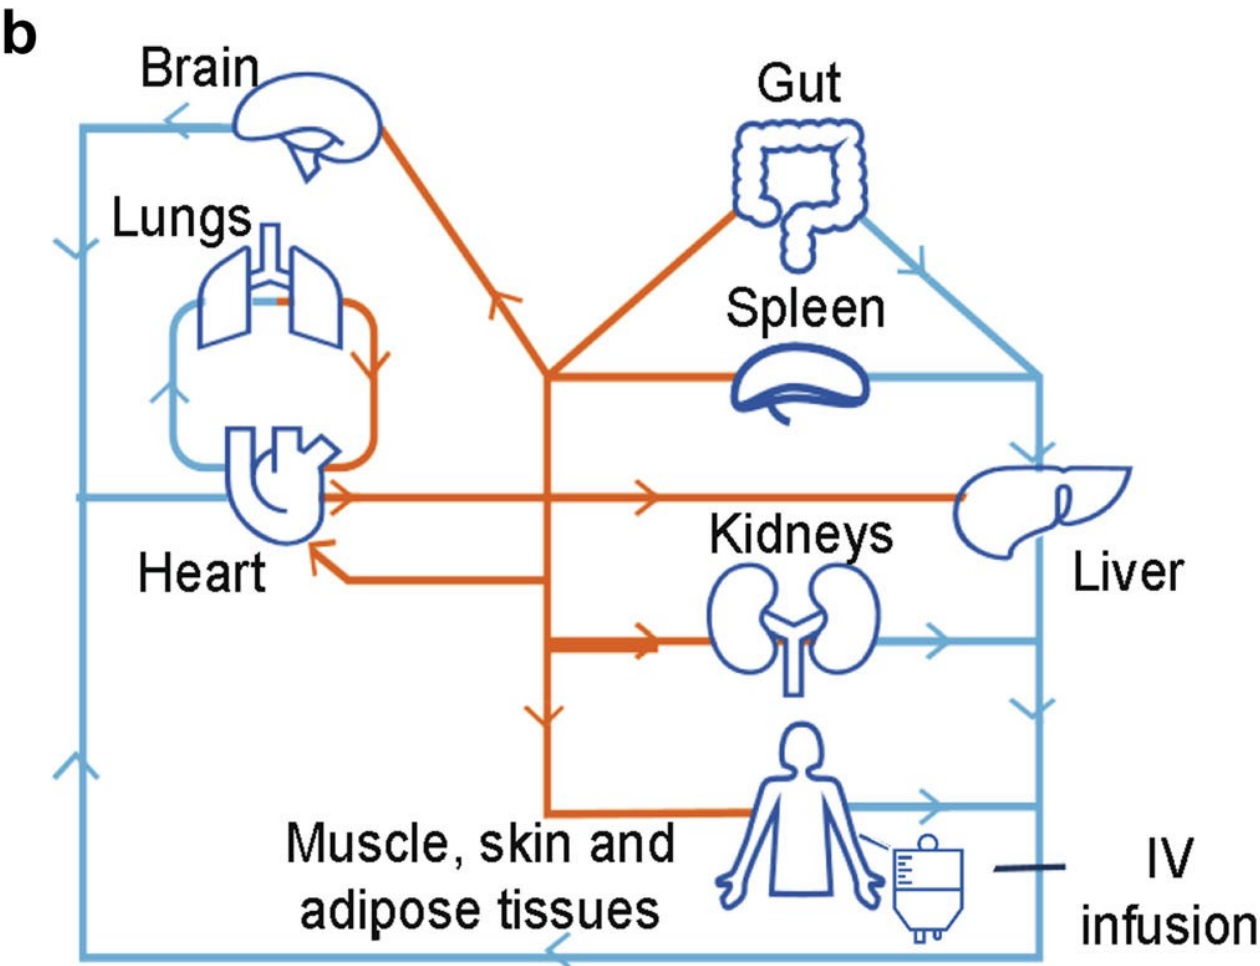 b
Brain
Gut
Lungs
Spleen
Kidneys
Heart
Liver
Muscle, skin and
adipose tissues
IV
infusion